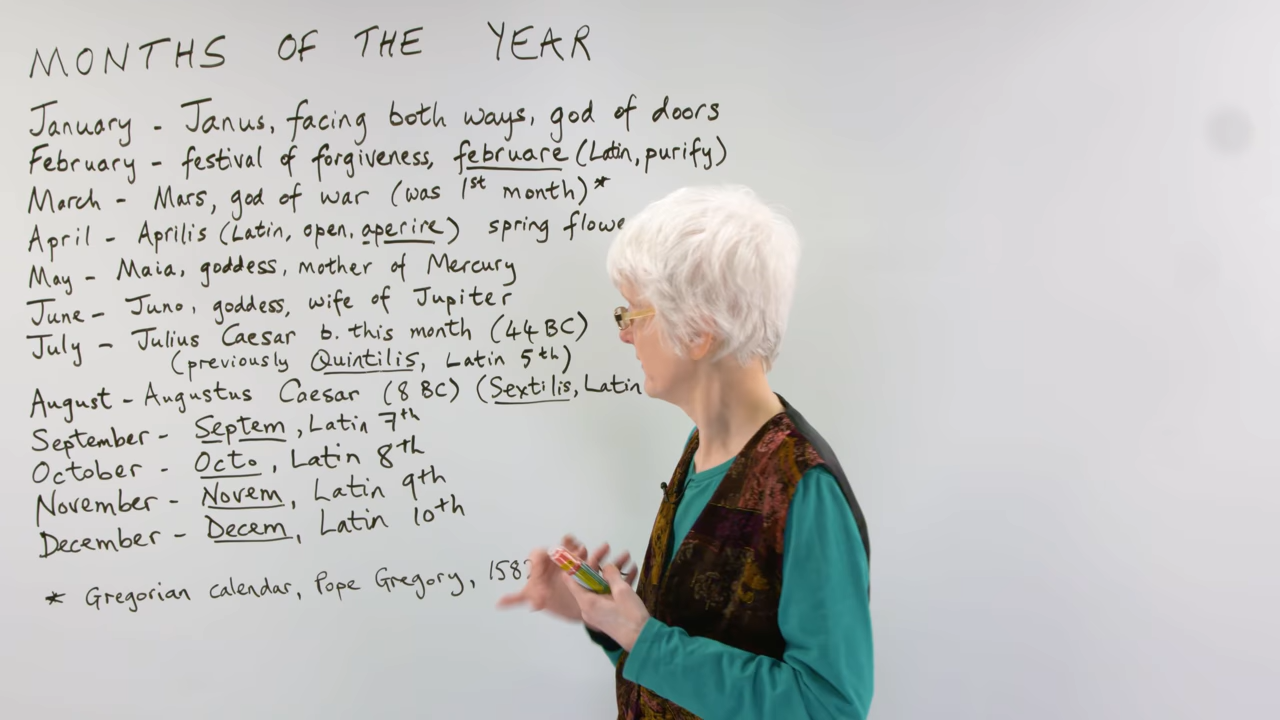 MONTHS OF THE YEAR
January - Janus, facing both ways, god of doors
February - festival of forgiveness, februare (Latin, purify)
March - Mars, god of war (was 1st month)*
April - Aprilis (Latin, open, aperire) spring
May - Maia, goddess, mother of Mercury
June - Juno, goddess, wife of Jupiter
July - Julius Caesar b. this month (44 BC)
(previously Quintilis, Latin 5th)
August - Augustus Caesar (8 BC) (Sextilis, Latin
September - Septem, Latin 7th
October - Octo, Latin 8th
November - Novem, Latin 9th
December - Decem, Latin 10th
* Gregorian calendar, Pope Gregory,